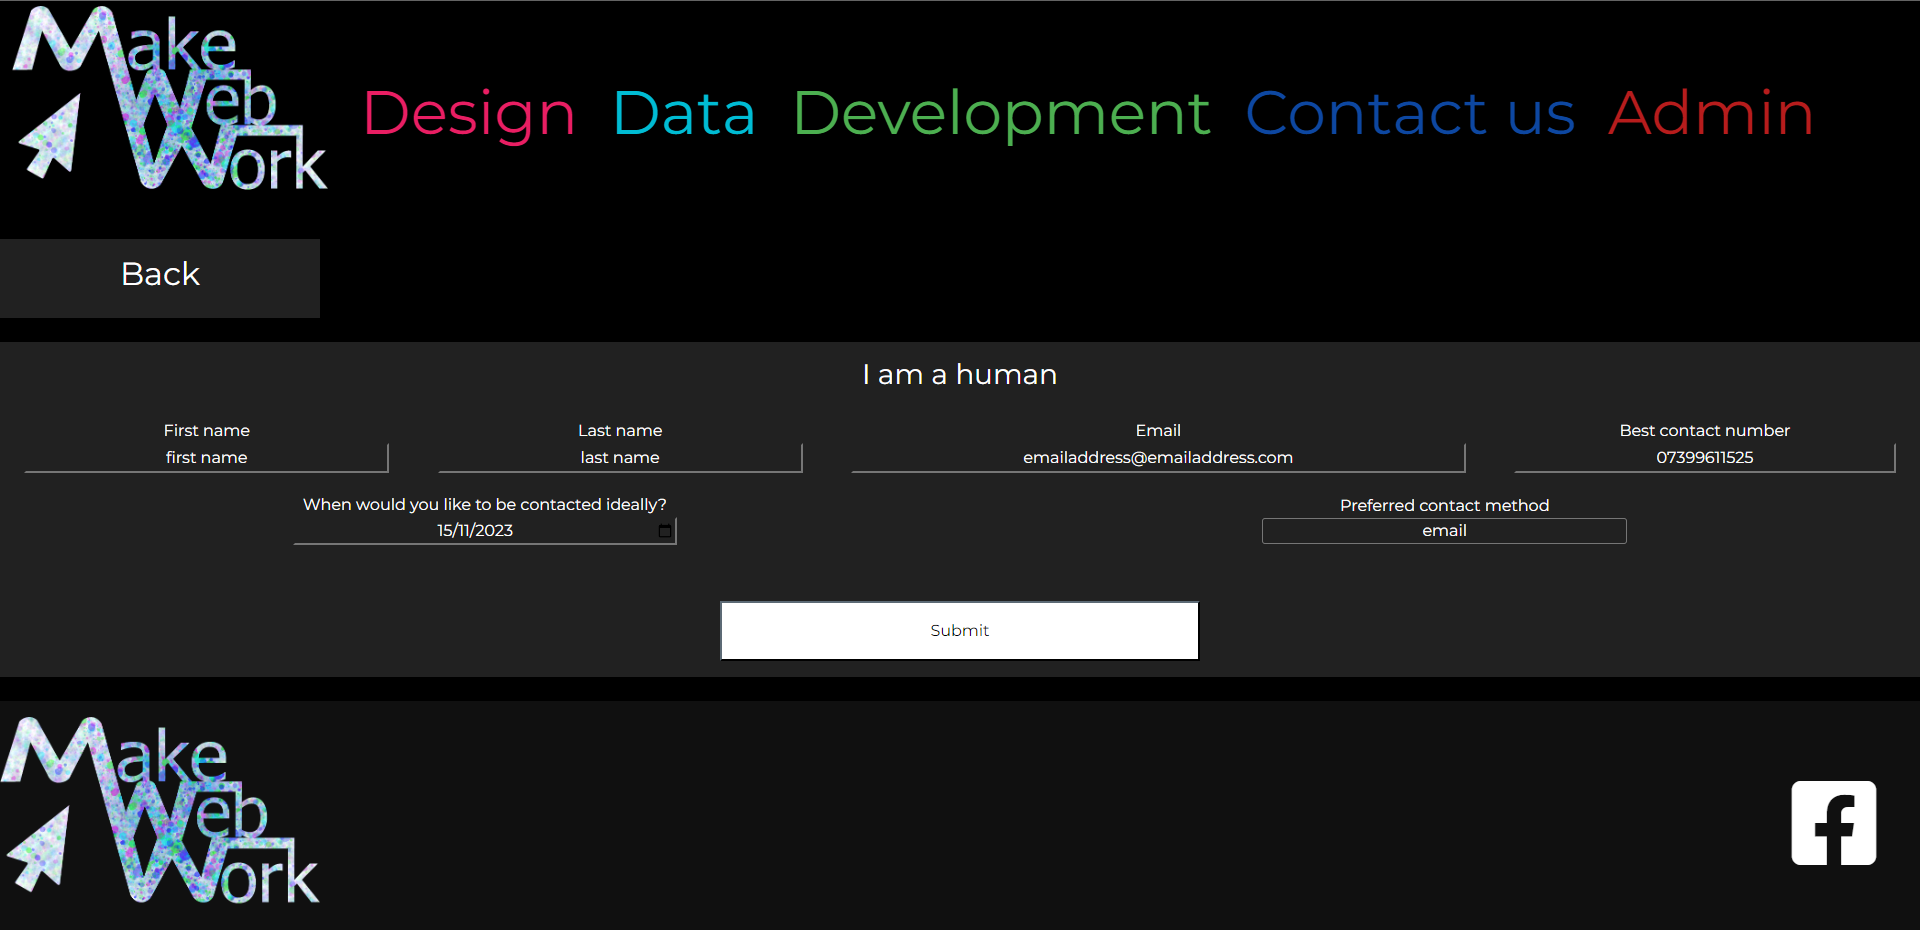 Make
Web
Work
Design Data Development Contact us Admin
Back
I am a human
First name Last name Email Best contact number
first name last name emailaddress@emailaddress.com 07399611525
When would you like to be contacted ideally? Preferred contact method
15/11/2023 email
Submit
Make
Web
Work